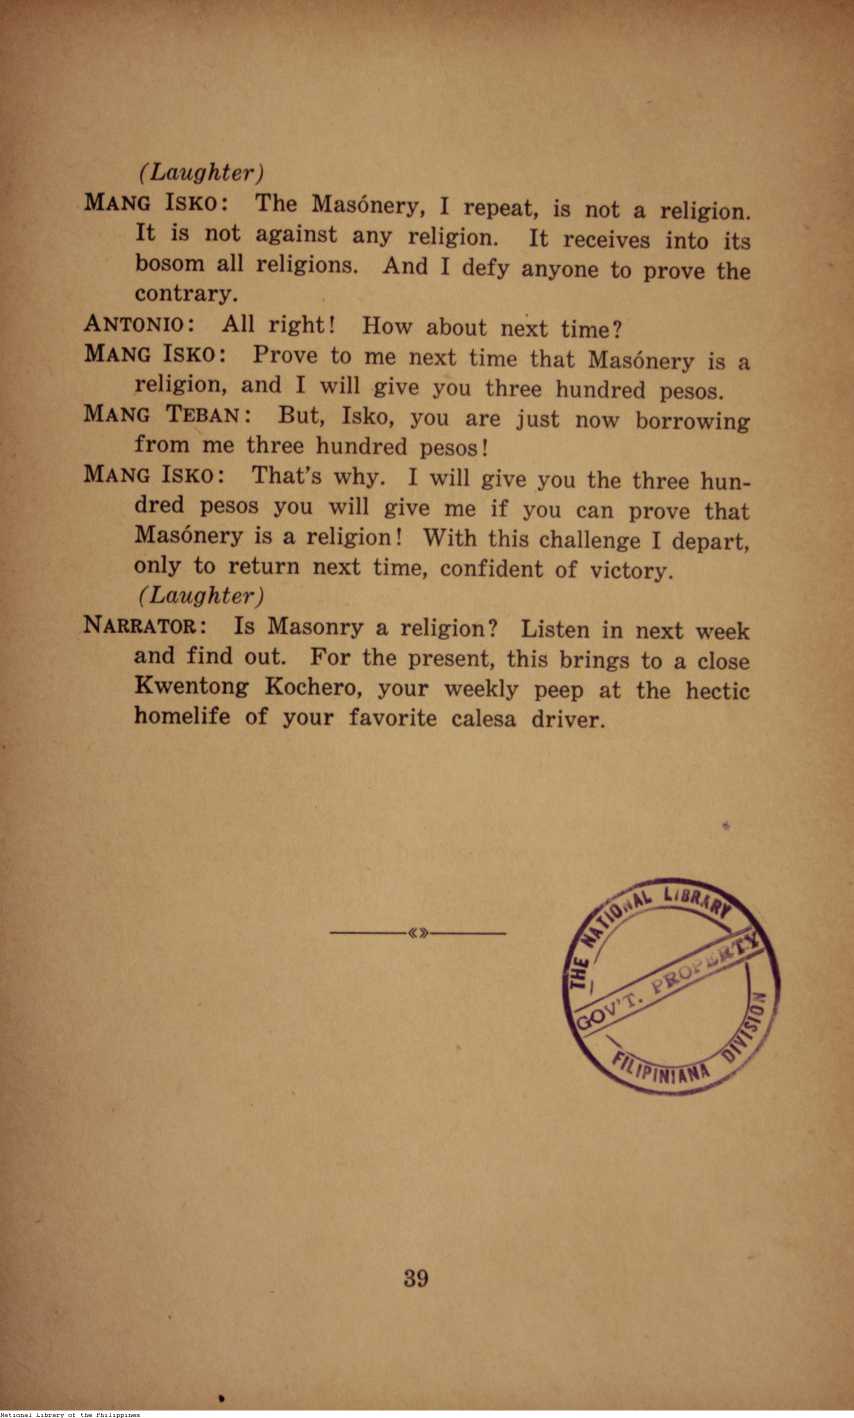 (Laughter)
MANG ISKO: The Masónery, I repeat, is not a religion.
It is not against any religion. It receives into its
bosom all religions. And I defy anyone to prove the
contrary.
ANTONIO: All right! How about next time?
MANG ISKO: Prove to me next time that Masónery is a
religion, and I will give you three hundred pesos.
MANG TEBAN: But, Isko, you are just now borrowing
from me three hundred pesos!
MANG ISKO: That's why. I will give you the three hun-
dred pesos you will give me if you can prove that
Masónery is a religion! With this challenge I depart,
only to return next time, confident of victory.
(Laughter)
NARRATOR: Is Masonry a religion? Listen in next week
and find out. For the present, this brings to a close
Kwentong Kochero, your weekly peep at the hectic
homelife of your favorite calesa driver.
THE NATIONAL LIBRARY
GOV'T. PROPERTY
FILIPINIANA DIVISION
39
National Library of the Philippines